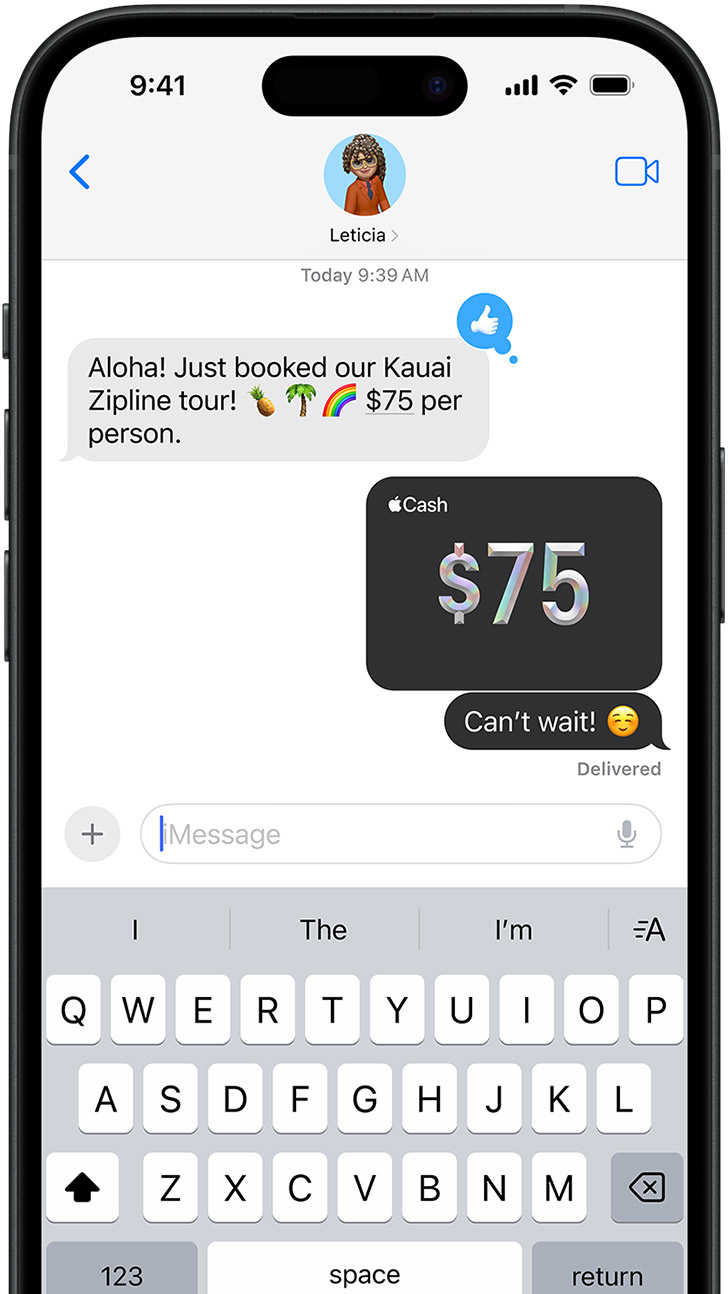 9:41
Leticia
Today 9:39 AM
Aloha! Just booked our Kauai
Zipline tour! 🍍 🌴 🌈 $75 per
person.
Cash
$75
Can’t wait! ☺️
Delivered
iMessage
I The I’m A
Q W E R T Y U I O P
A S D F G H J K L
Z X C V B N M
123 space return